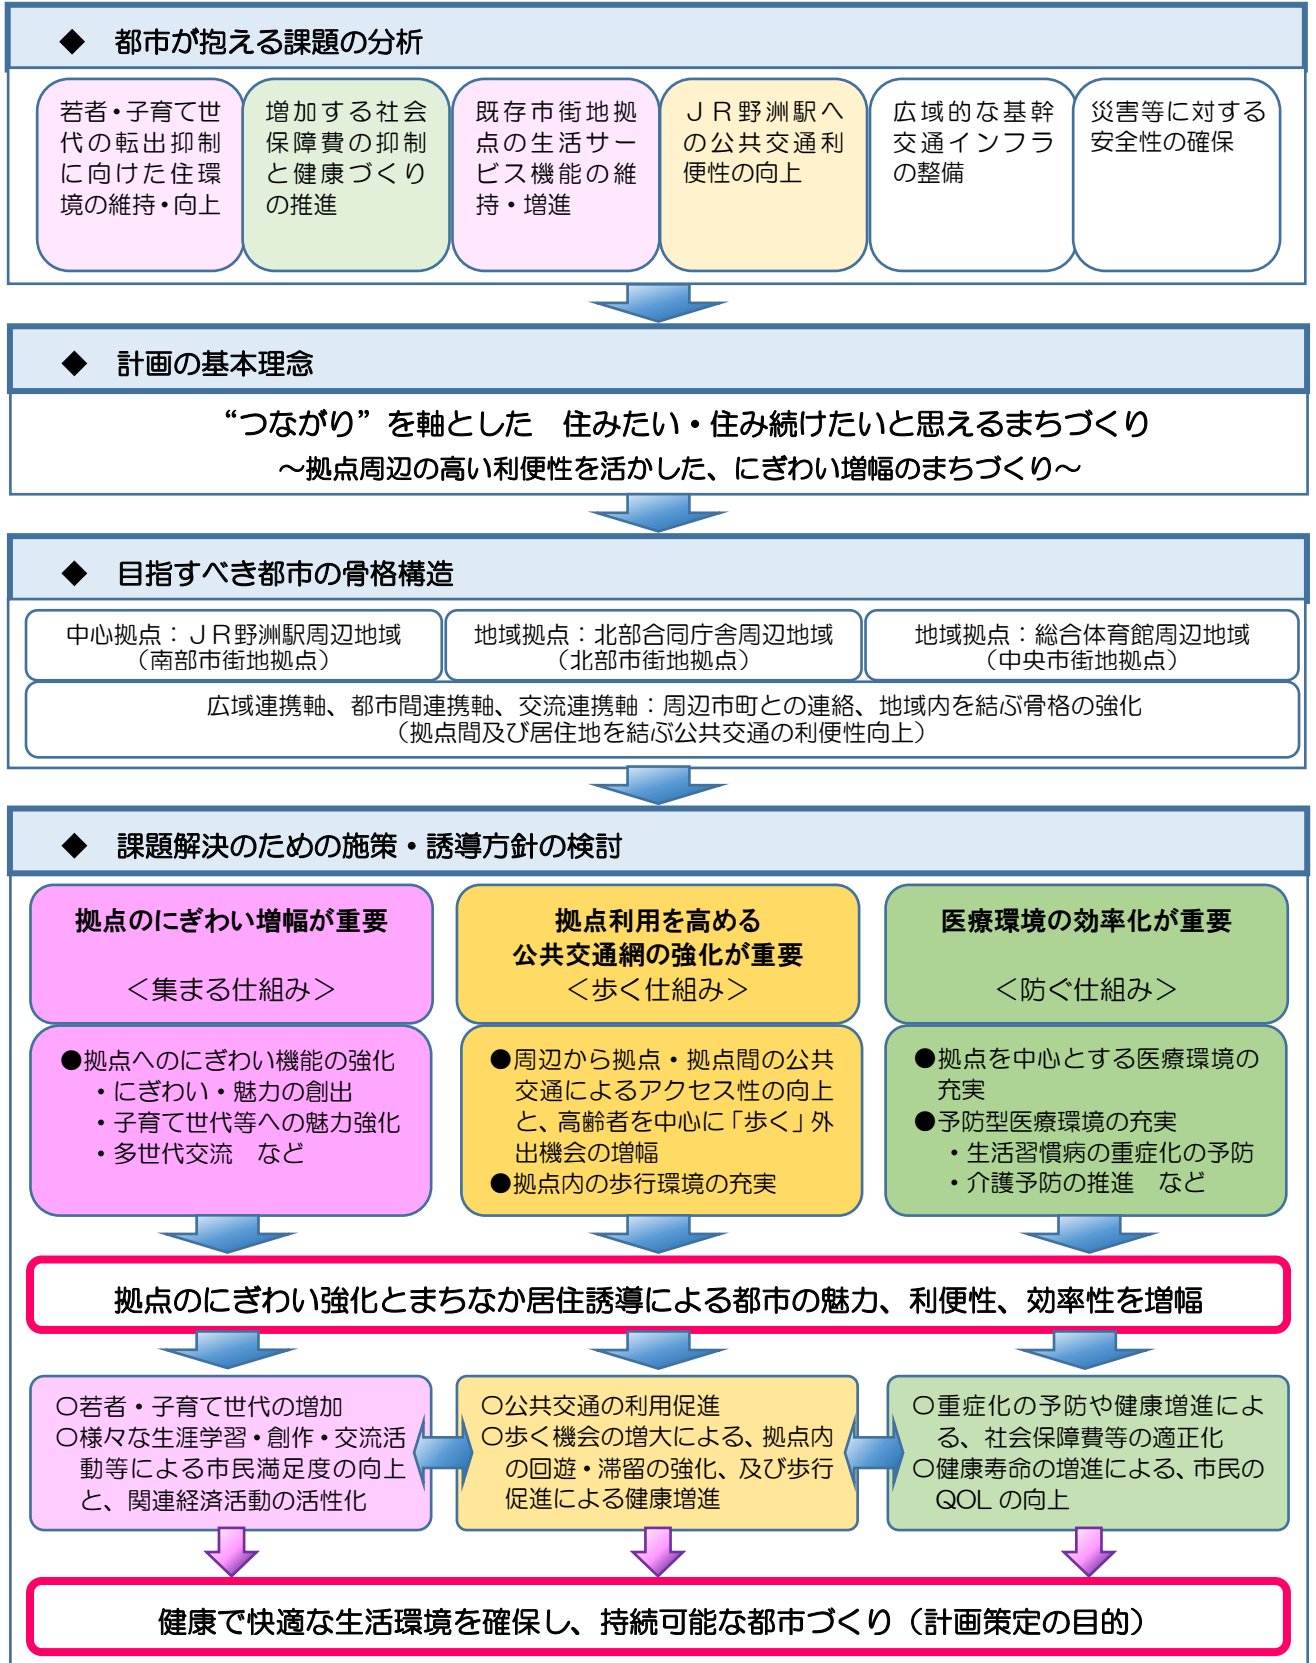 ◆ 都市が抱える課題の分析
若者・子育て世
代の転出抑制
に向けた住環
境の維持・向上
増加する社会
保障費の抑制
と健康づくり
の推進
既存市街地拠
点の生活サー
ビス機能の維
持・増進
ＪＲ野洲駅へ
の公共交通利
便性の向上
広域的な基幹
交通インフラ
の整備
災害等に対する
安全性の確保
◆ 計画の基本理念
“つながり”を軸とした　住みたい・住み続けたいと思えるまちづくり
～拠点周辺の高い利便性を活かした、にぎわい増幅のまちづくり～
◆ 目指すべき都市の骨格構造
中心拠点：ＪＲ野洲駅周辺地域
（南部市街地拠点）
地域拠点：北部合同庁舎周辺地域
（北部市街地拠点）
地域拠点：総合体育館周辺地域
（中央市街地拠点）
広域連携軸、都市間連携軸、交流連携軸：周辺市町との連絡、地域内を結ぶ骨格の強化
（拠点間及び居住地を結ぶ公共交通の利便性向上）
◆ 課題解決のための施策・誘導方針の検討
拠点のにぎわい増幅が重要
＜集まる仕組み＞
●拠点へのにぎわい機能の強化
・にぎわい・魅力の創出
・子育て世代等への魅力強化
・多世代交流　など
拠点利用を高める
公共交通網の強化が重要
＜歩く仕組み＞
●周辺から拠点・拠点間の公共
交通によるアクセス性の向上
と、高齢者を中心に「歩く」外
出機会の増幅
●拠点内の歩行環境の充実
医療環境の効率化が重要
＜防ぐ仕組み＞
●拠点を中心とする医療環境の
充実
●予防型医療環境の充実
・生活習慣病の重症化の予防
・介護予防の推進　など
拠点のにぎわい強化とまちなか居住誘導による都市の魅力、利便性、効率性を増幅
○若者・子育て世代の増加
○様々な生涯学習・創作・交流活
動等による市民満足度の向上
と、関連経済活動の活性化
○公共交通の利用促進
○歩く機会の増大による、拠点内
の回遊・滞留の強化、及び歩行
促進による健康増進
○重症化の予防や健康増進によ
る、社会保障費等の適正化
○健康寿命の増進による、市民の
QOL の向上
健康で快適な生活環境を確保し、持続可能な都市づくり（計画策定の目的）